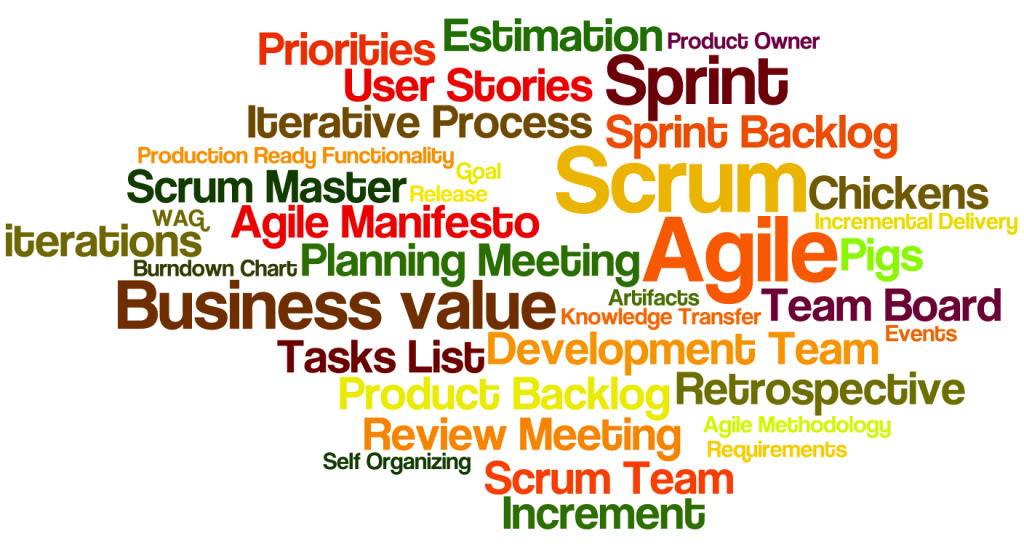 Estimation
Product Owner
Priorities
User Stories
Sprint
Iterative Process
Sprint Backlog
Production Ready Functionality
Goal
Scrum
Scrum Master
Release
Chickens
WAG
Agile Manifesto
Incremental Delivery
iterations
Agile
Pigs
Burndown Chart
Planning Meeting
Business value
Artifacts
Team Board
Knowledge Transfer
Events
Tasks List
Development Team
Product Backlog
Retrospective
Review Meeting
Agile Methodology
Requirements
Self Organizing
Scrum Team
Increment